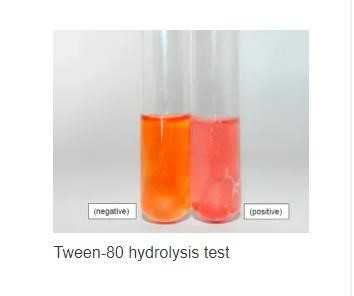 (negative) (positive)
Tween-80 hydrolysis test